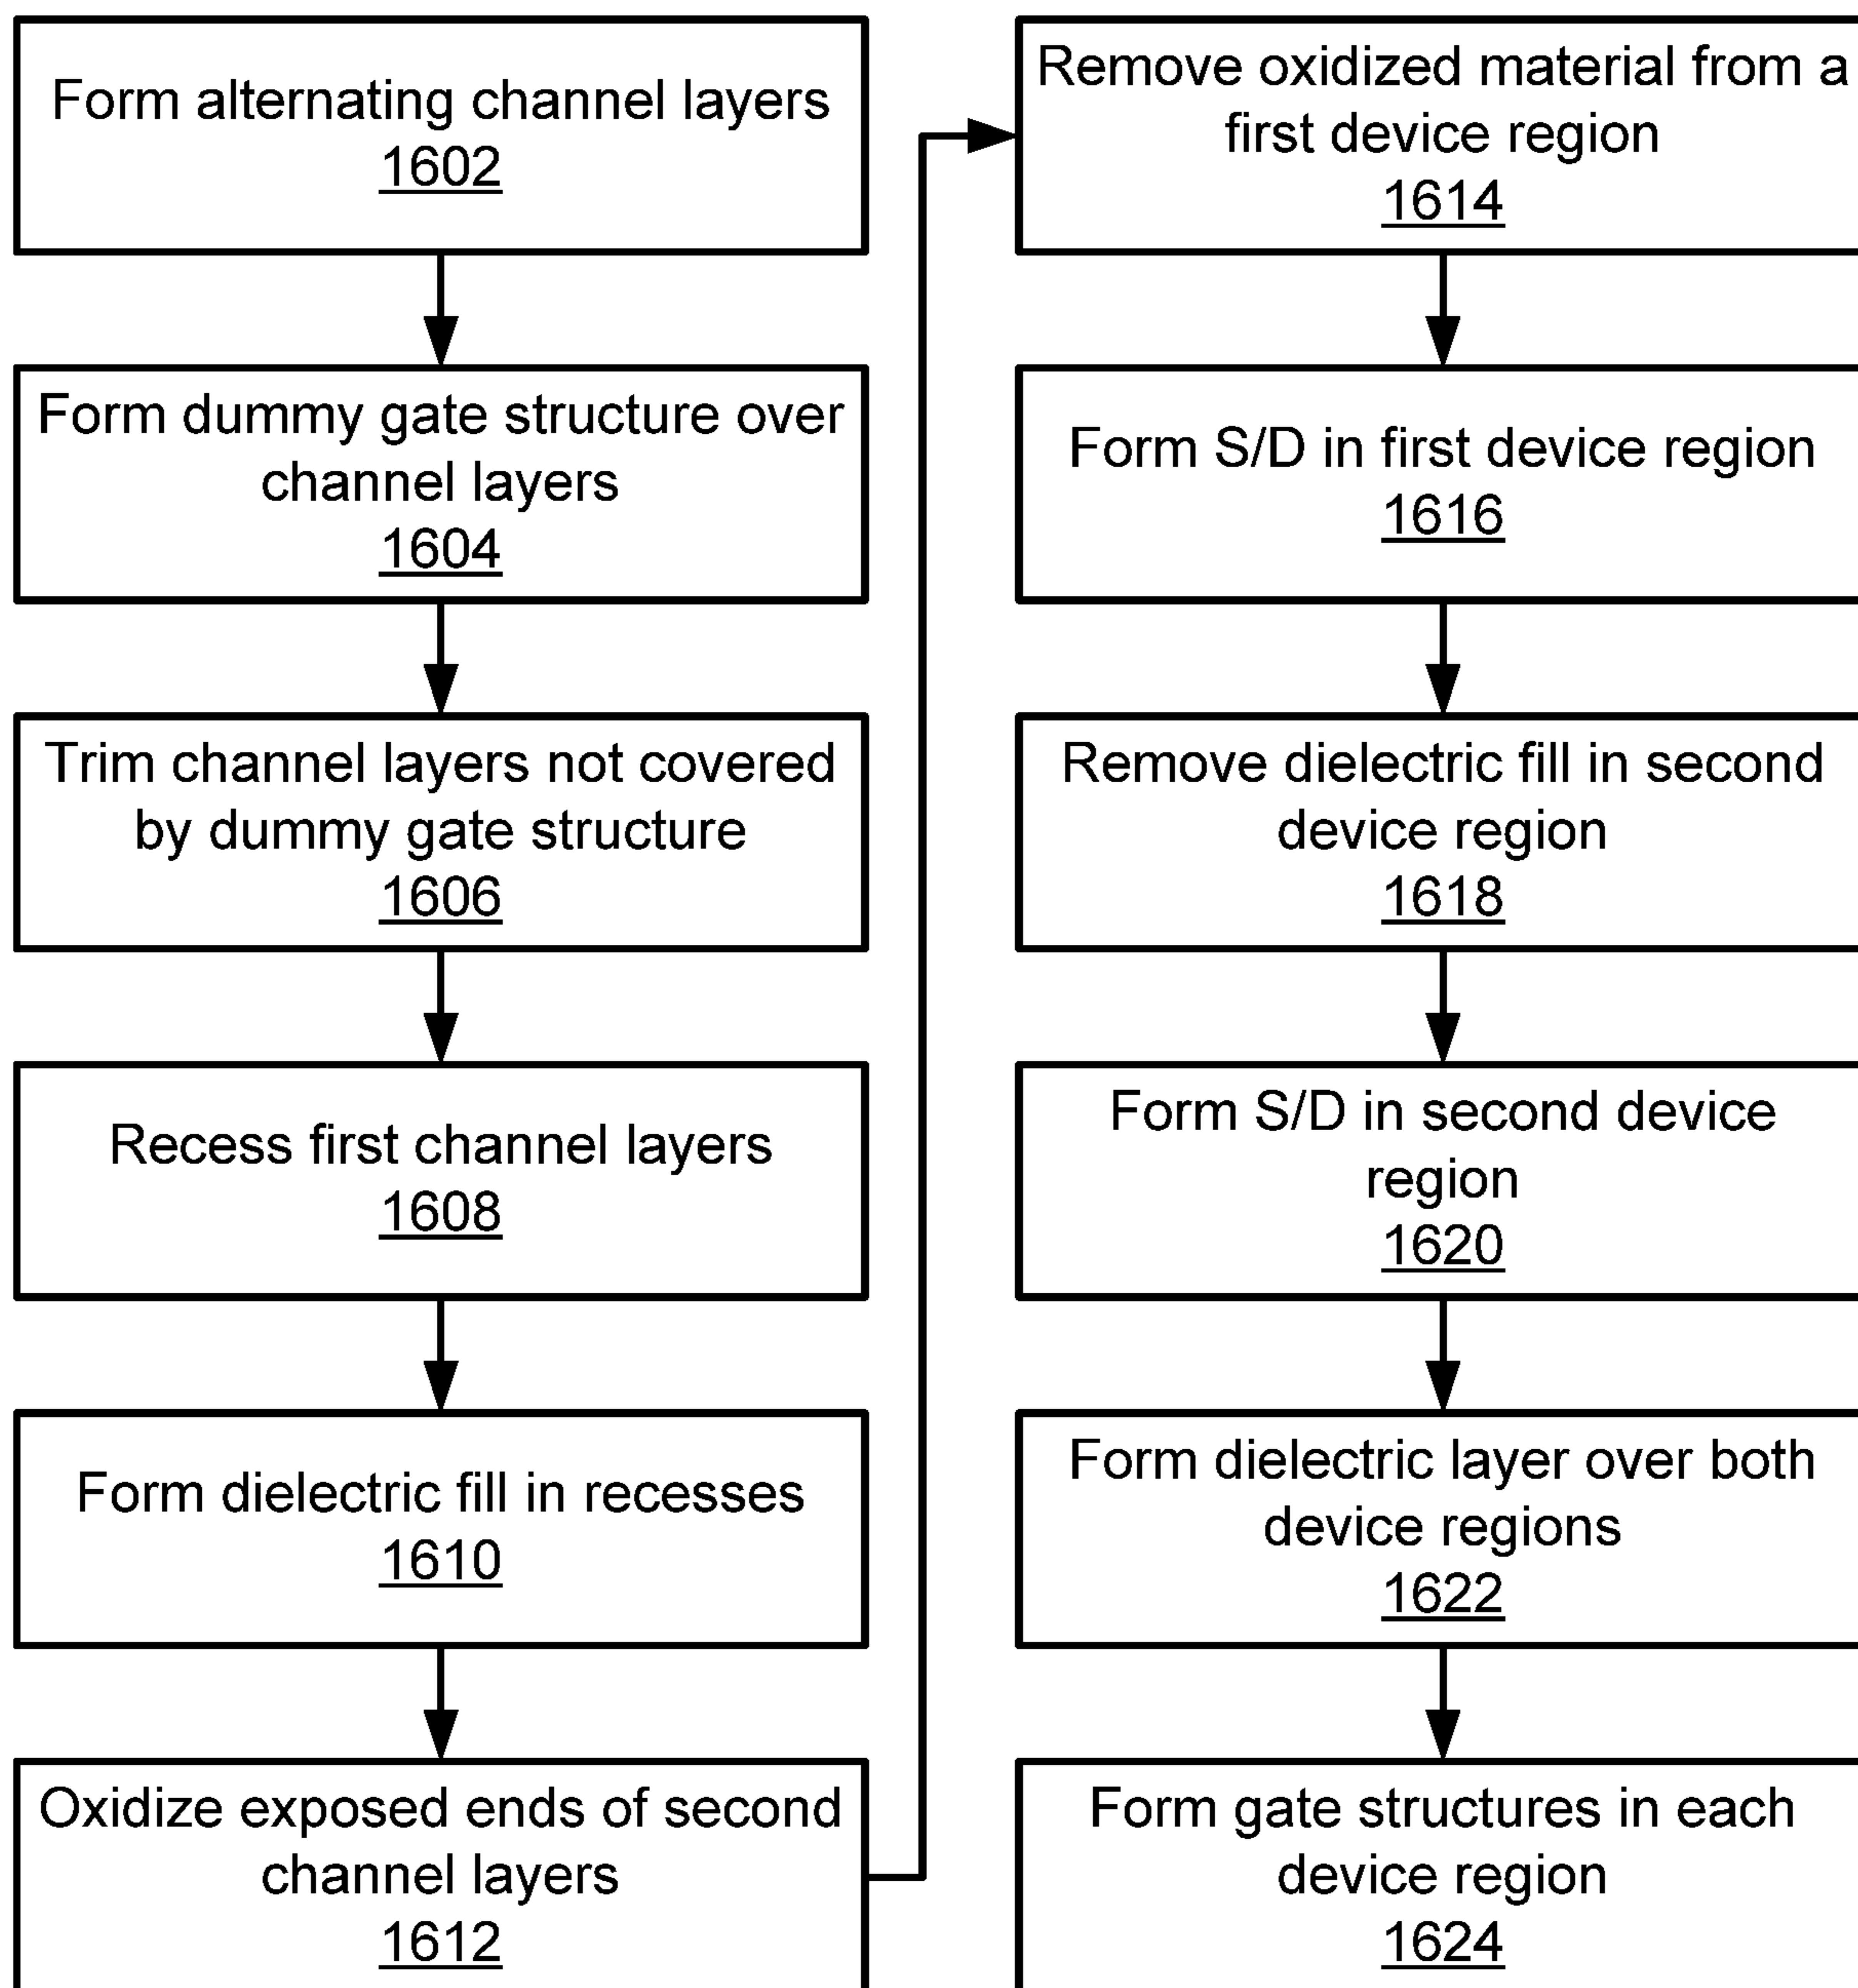 Form alternating channel layers
1602
Form dummy gate structure over
channel layers
1604
Trim channel layers not covered
by dummy gate structure
1606
Recess first channel layers
1608
Form dielectric fill in recesses
1610
Oxidize exposed ends of second
channel layers
1612
Remove oxidized material from a
first device region
1614
Form S/D in first device region
1616
Remove dielectric fill in second
device region
1618
Form S/D in second device
region
1620
Form dielectric layer over both
device regions
1622
Form gate structures in each
device region
1624